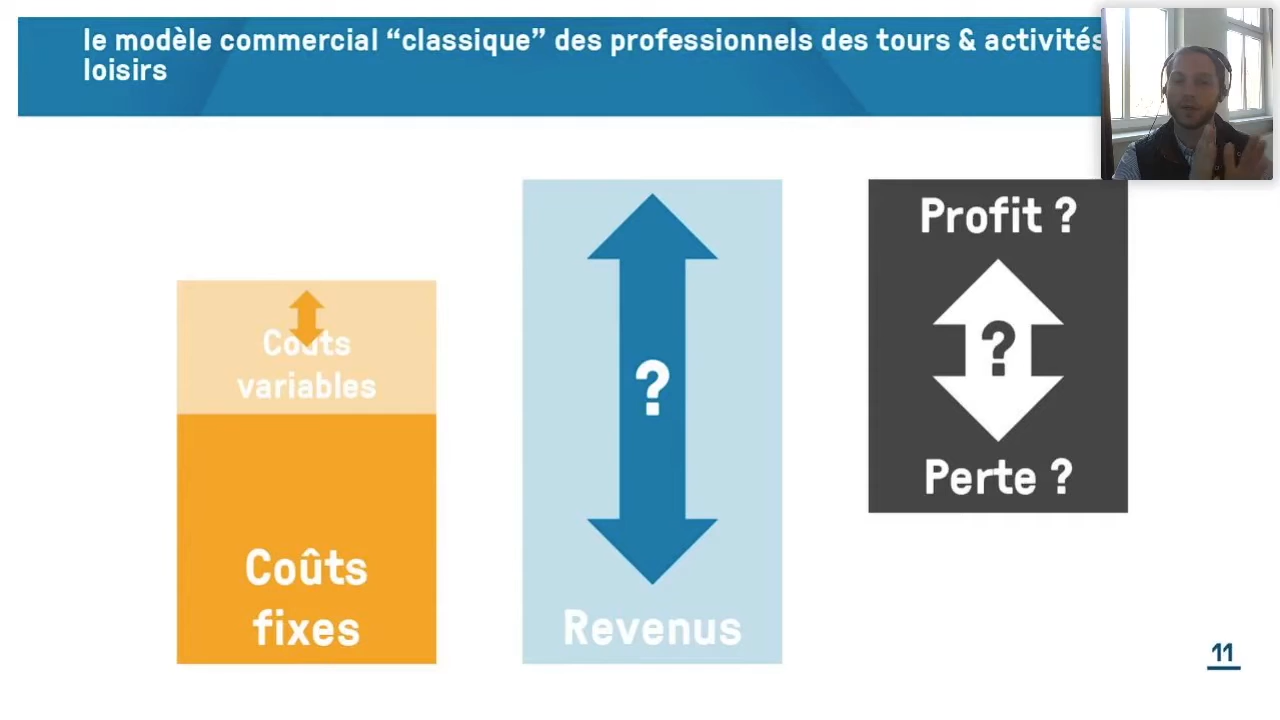 le modèle commercial “classique” des professionnels des tours & activités
loisirs
Coûts
variables
Coûts
fixes
?
Revenus
Profit ?
?
Perte ?
11